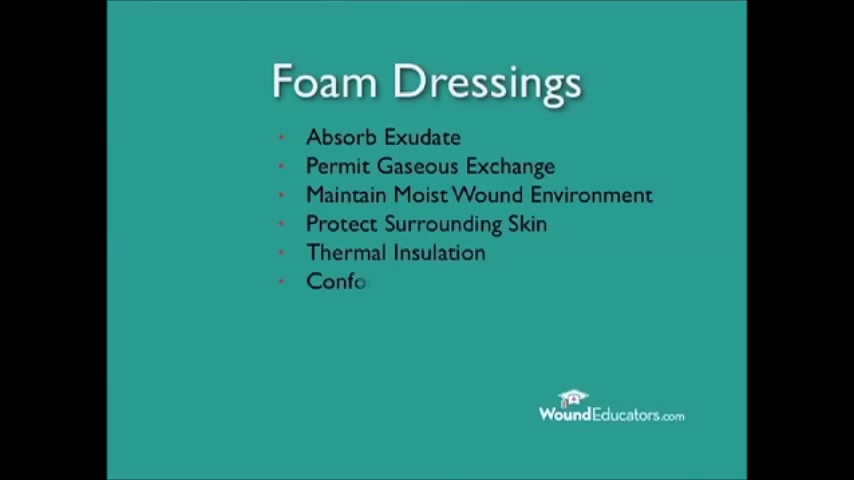 Foam Dressings
• Absorb Exudate
• Permit Gaseous Exchange
• Maintain Moist Wound Environment
• Protect Surrounding Skin
• Thermal Insulation
• Confo
WoundEducators.com